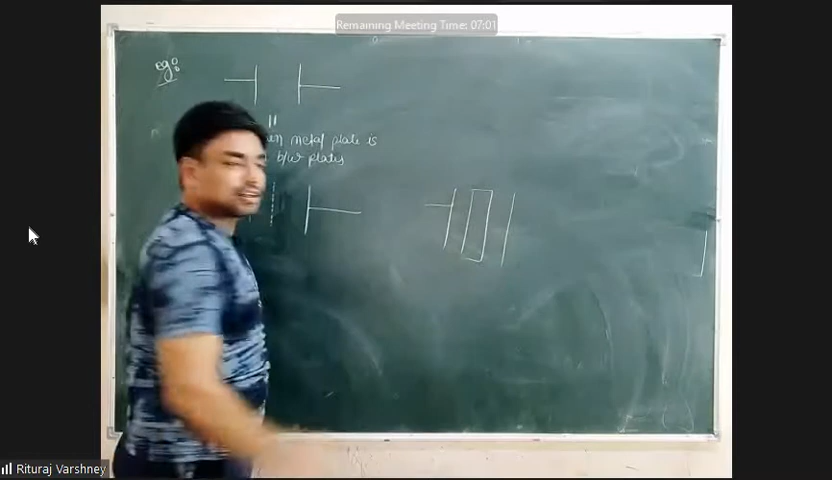 Remaining Meeting Time: 07:01
eg:
metal plate is
b/w plates
Rituraj Varshney